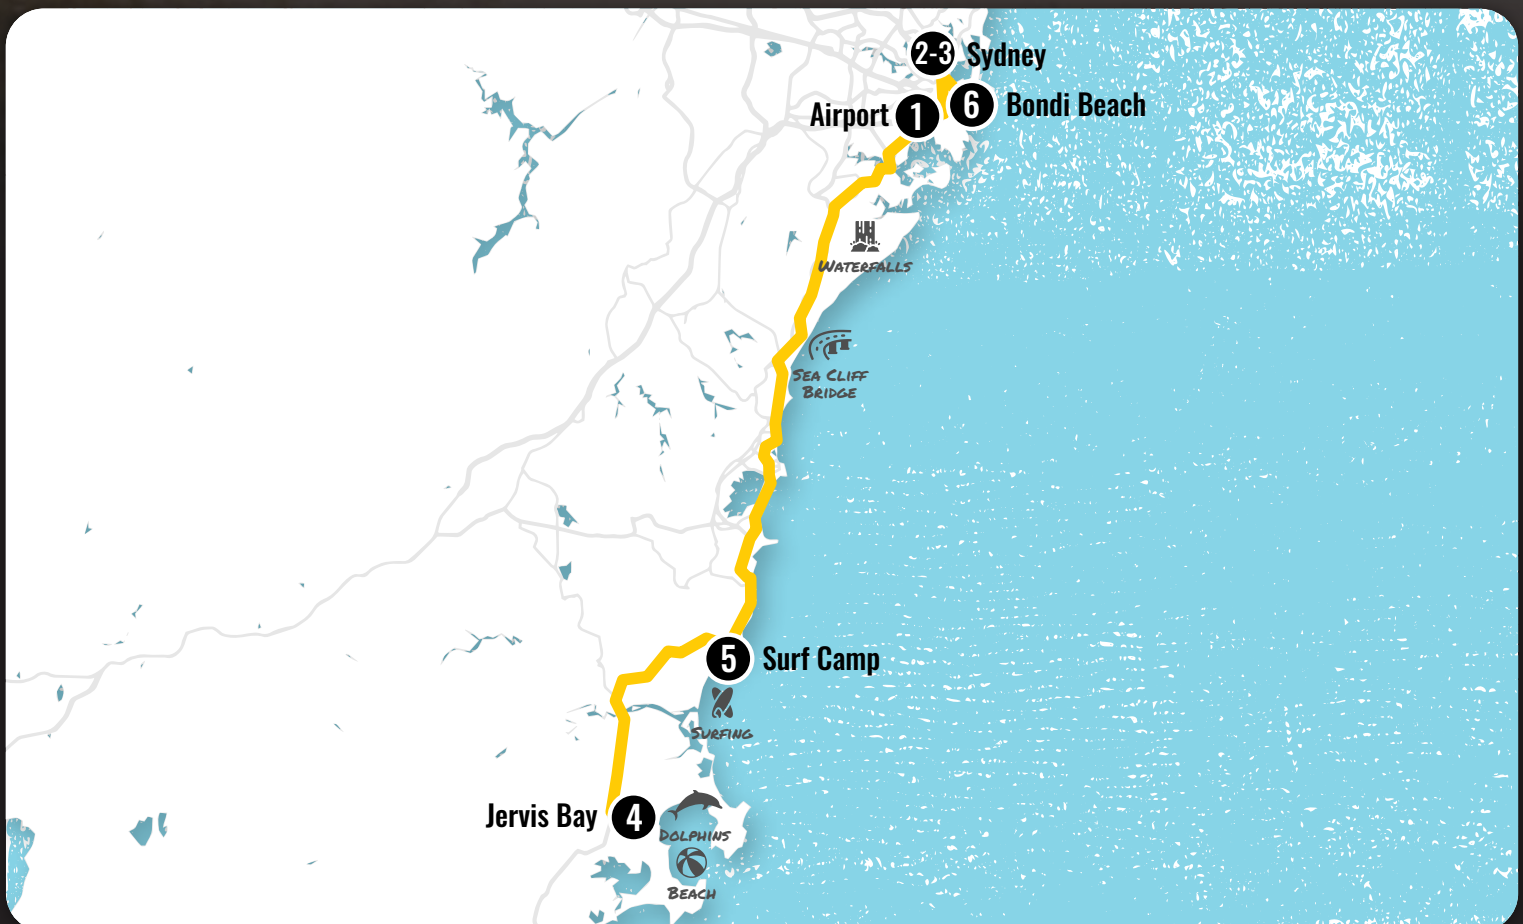 2-3 Sydney
Airport 1
6 Bondi Beach
Waterfalls
Sea Cliff
Bridge
5 Surf Camp
Surfing
Jervis Bay 4
Dolphins
Beach